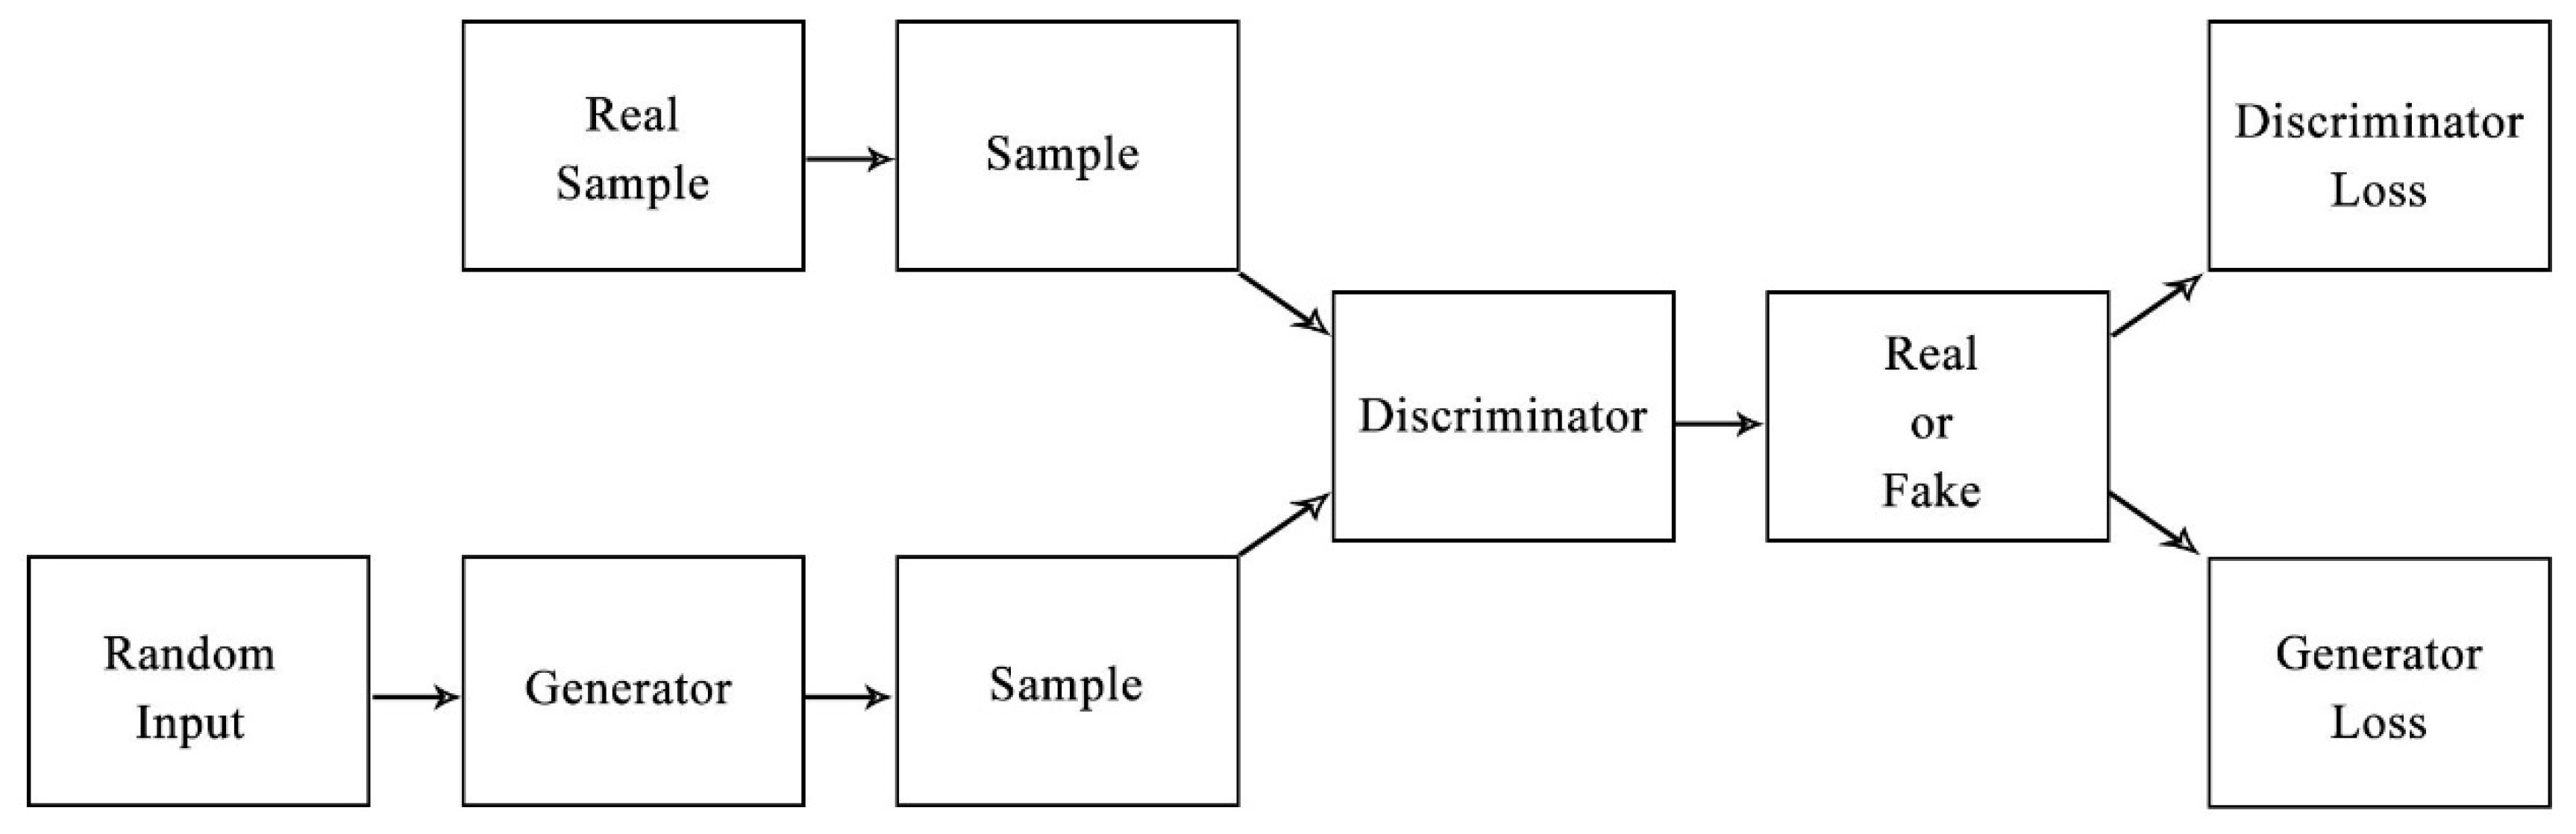 Real
Sample
Sample
Discriminator
Loss
Discriminator
Real
or
Fake
Random
Input
Generator
Sample
Generator
Loss